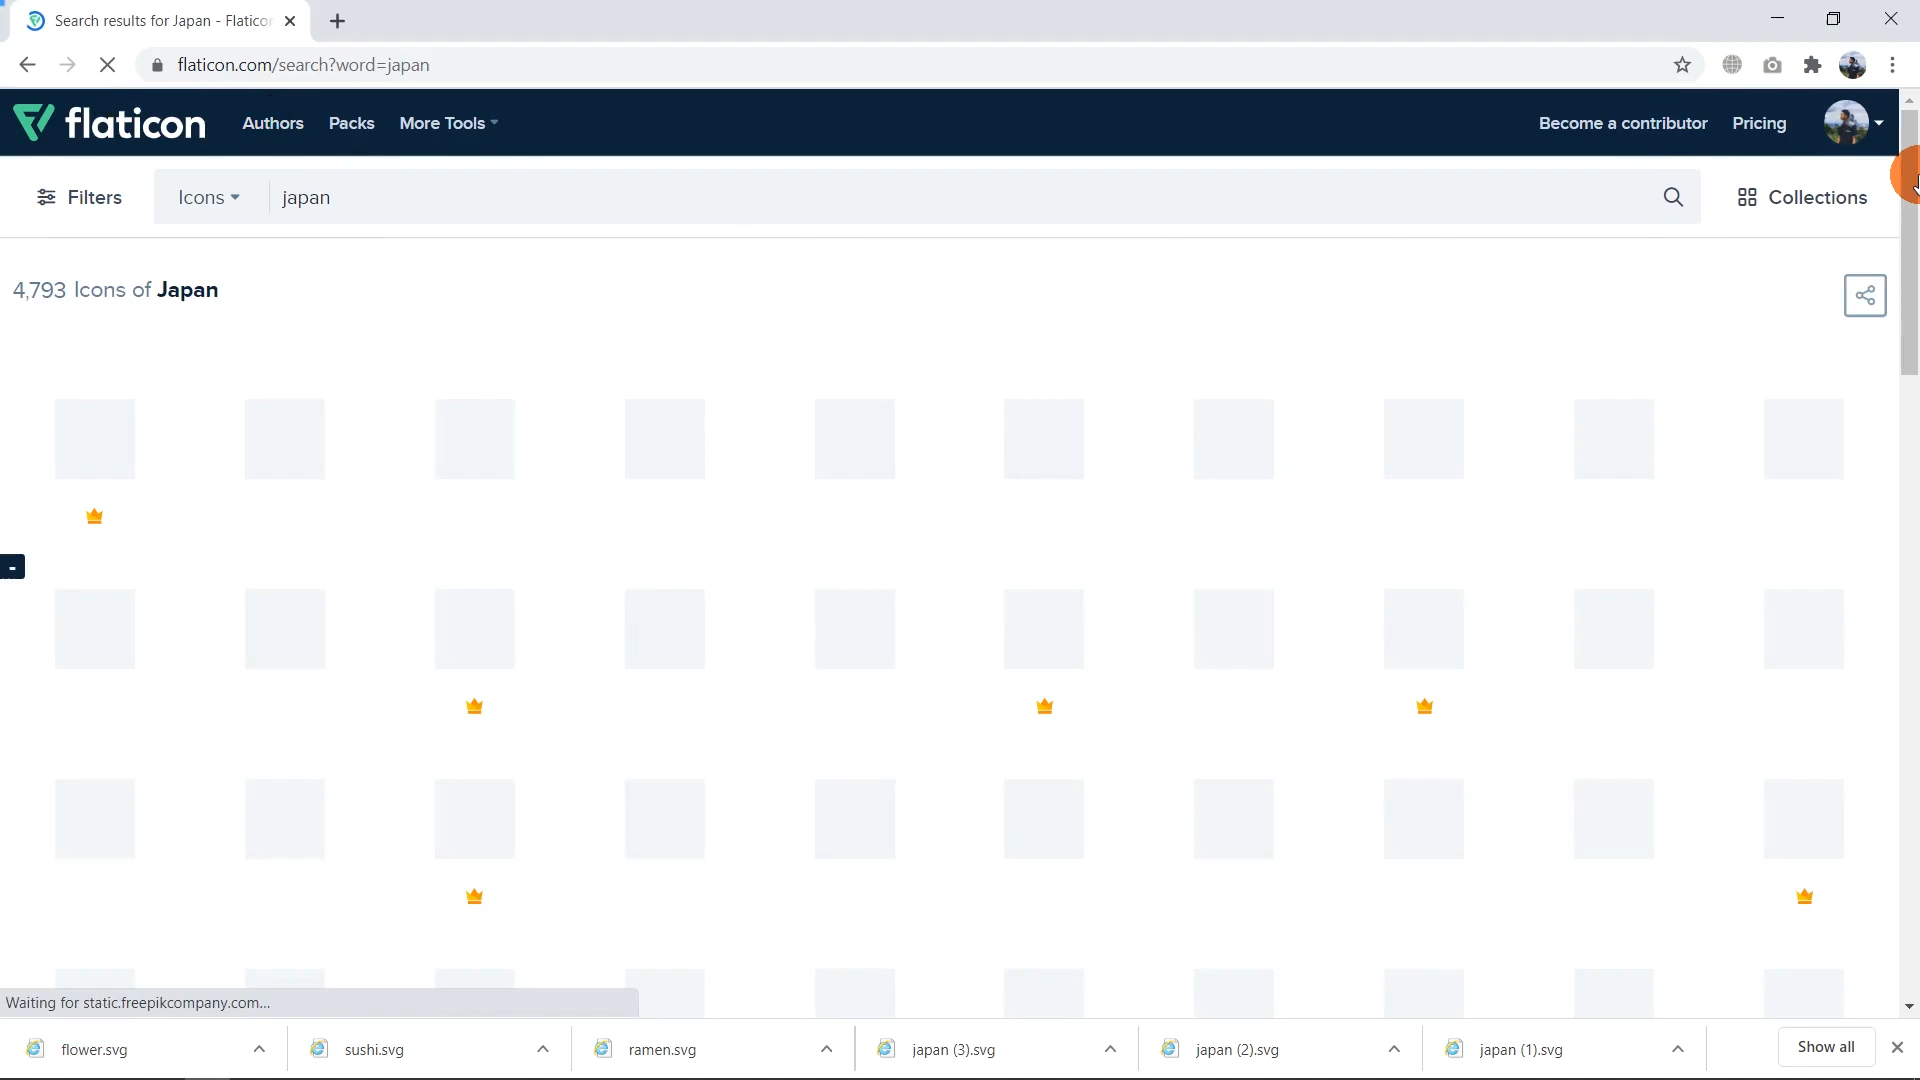 Search results for Japan - Flaticon
flaticon.com/search?word=japan
flaticon
Authors
Packs
More Tools
Become a contributor
Pricing
Filters
Icons
japan
Collections
4,793 Icons of Japan
-
Waiting for static.freepikcompany.com...
flower.svg
sushi.svg
ramen.svg
japan (3).svg
japan (2).svg
japan (1).svg
Show all